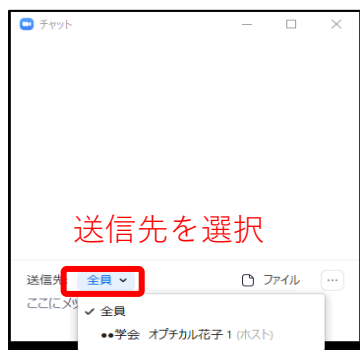 チャット
送信先を選択
送信先: 全員 ファイル ...
ここにメッ
✓ 全員
●●学会 オプチカル花子1 (ホスト)